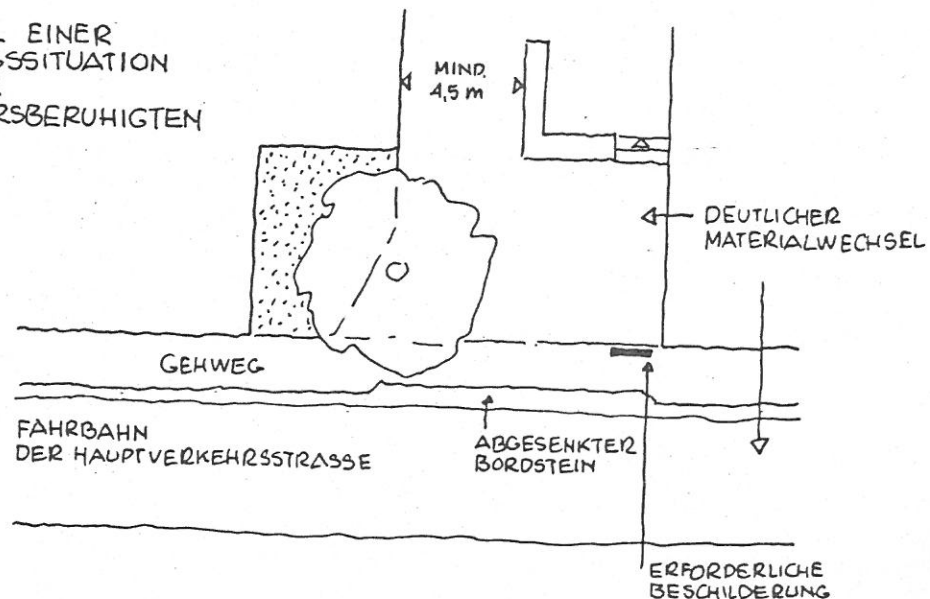 EINER
SSITUATION
RSBERUHIGTEN
MIND.
4,5 m
DEUTLICHER
MATERIALWECHSEL
GEHWEG
FAHRBAHN
DER HAUPTVERKEHRSSTRASSE
ABGESENKTER
BORDSTEIN
ERFORDERLICHE
BESCHILDERUNG